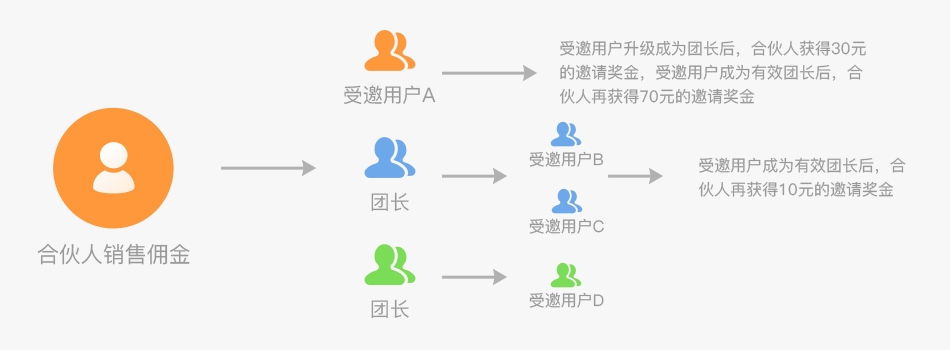 受邀用户升级成为团长后，合伙人获得30元
的邀请奖金，受邀用户成为有效团长后，合
伙人再获得70元的邀请奖金
受邀用户A
受邀用户B
受邀用户成为有效团长后，合
伙人再获得10元的邀请奖金
团长
受邀用户C
合伙人销售佣金
团长
受邀用户D